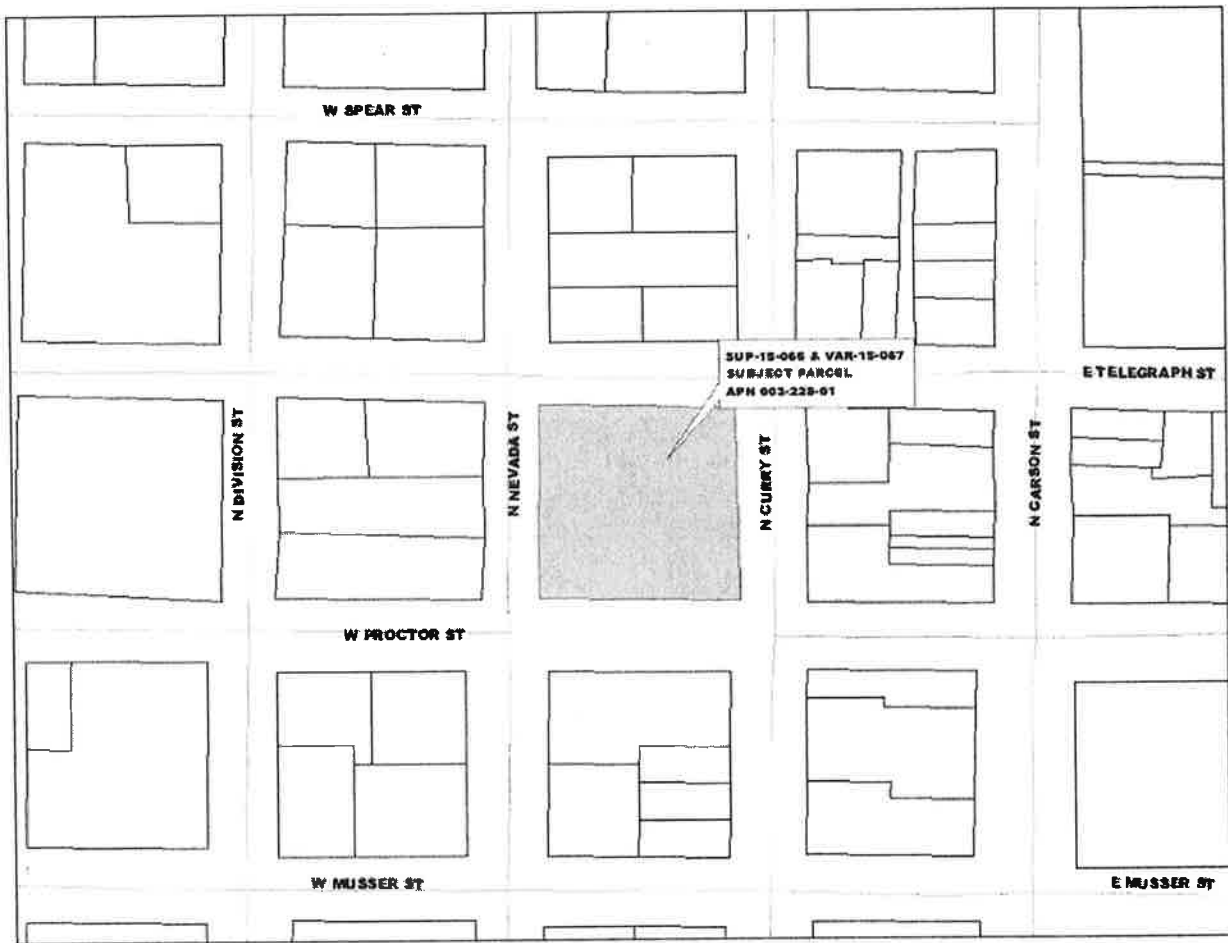 W SPEAR ST
SUP-15-066 & VAR-15-067
SUBJECT PARCEL
APN 003-228-01
E TELEGRAPH ST
N DIVISION ST
N NEVADA ST
N CURRY ST
N CARSON ST
W PROCTOR ST
W MUSSER ST
E MUSSER ST